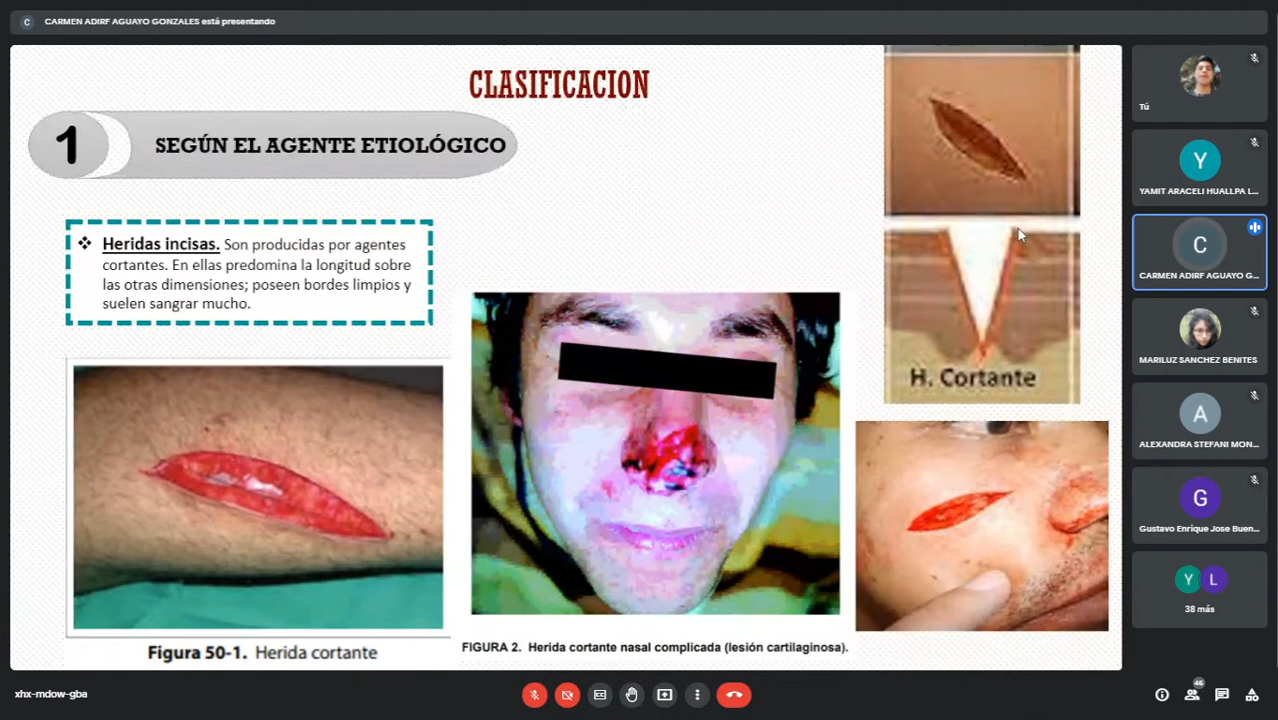 C
CARMEN ADIRF AGUAYO GONZALES está presentando
CLASIFICACION
1
SEGÚN EL AGENTE ETIOLÓGICO
❖ Heridas incisas. Son producidas por agentes
cortantes. En ellas predomina la longitud sobre
las otras dimensiones; poseen bordes limpios y
suelen sangrar mucho.
H. Cortante
Figura 50-1. Herida cortante
FIGURA 2. Herida cortante nasal complicada (lesión cartilaginosa).
Tú
Y
YAMIT ARACELI HUALLPA L...
C
CARMEN ADIRF AGUAYO G...
MARILUZ SANCHEZ BENITES
A
ALEXANDRA STEFANI MON...
G
Gustavo Enrique Jose Buen...
Y L
38 más
xhx-mdow-gba
46